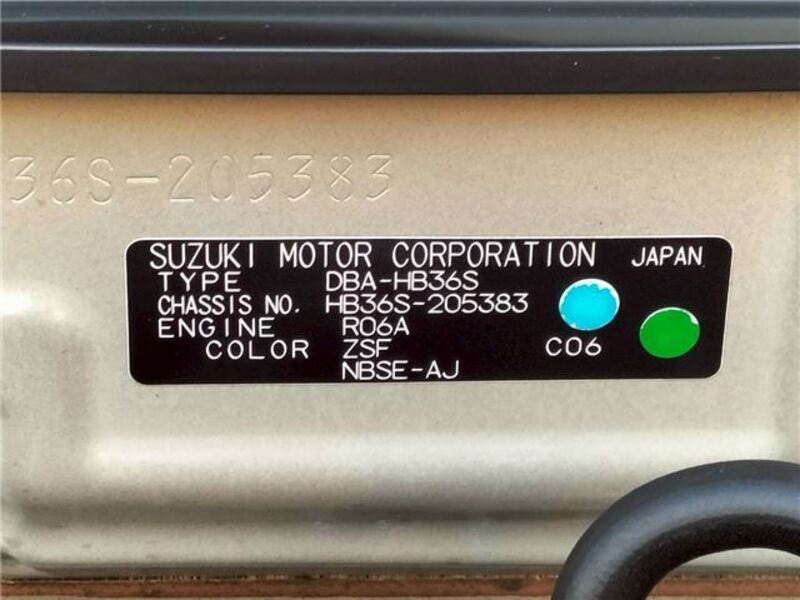 36S-205383
SUZUKI MOTOR CORPORATION JAPAN
TYPE DBA-HB36S
CHASSIS NO. HB36S-205383
ENGINE R06A
COLOR ZSF C06
NBSE-AJ